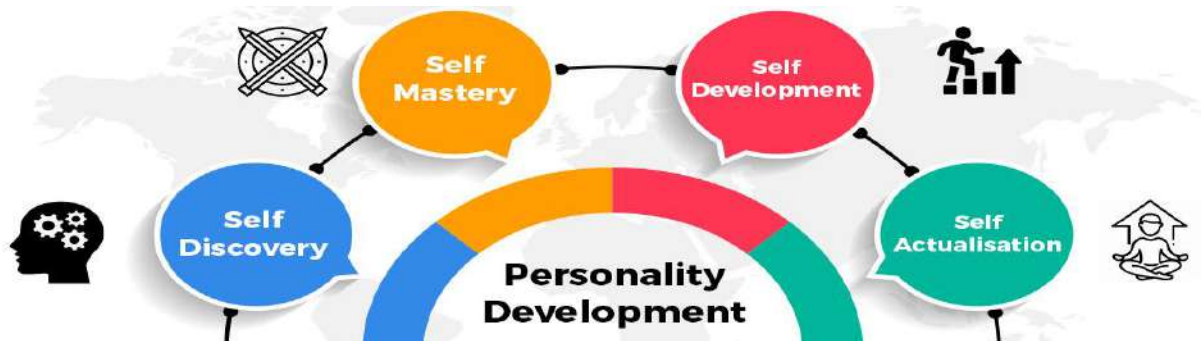 Self
Mastery
Self
Development
Self
Discovery
Self
Actualisation
Personality
Development